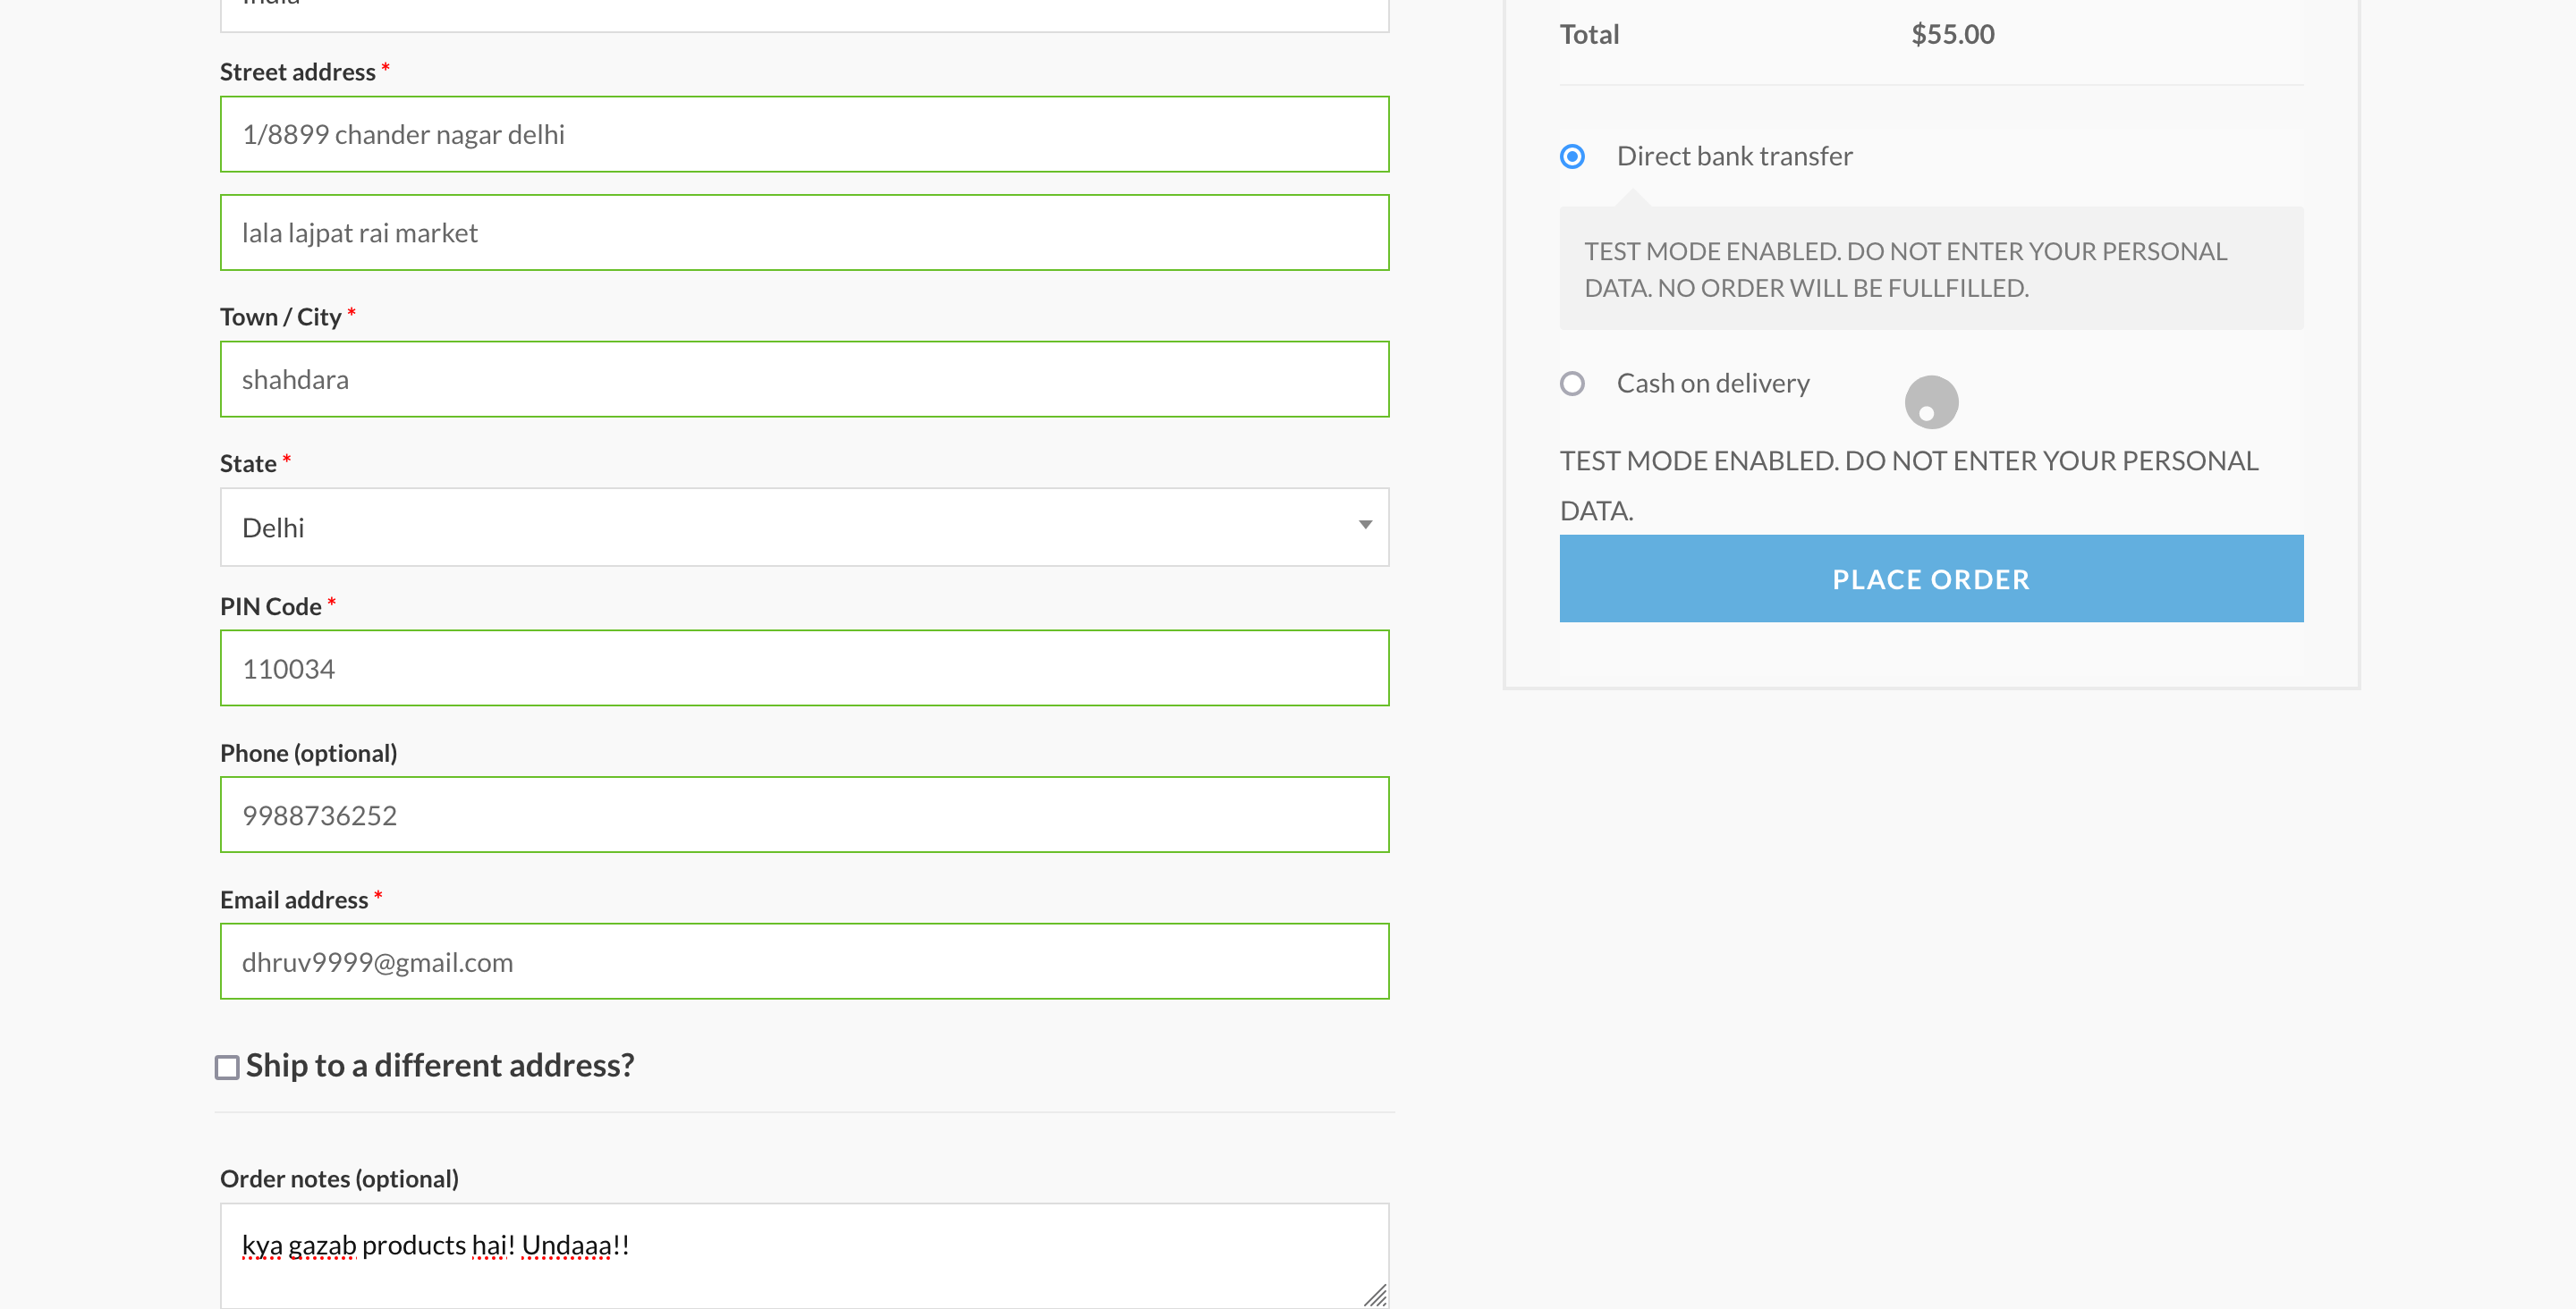 Street address *
1/8899 chander nagar delhi
lala lajpat rai market
Town / City *
shahdara
State *
Delhi
PIN Code *
110034
Phone (optional)
9988736252
Email address *
dhruv9999@gmail.com
Ship to a different address?
Order notes (optional)
kya gazab products hai! Undaaa!!
Total $55.00
Direct bank transfer
TEST MODE ENABLED. DO NOT ENTER YOUR PERSONAL
DATA. NO ORDER WILL BE FULLFILLED.
Cash on delivery
TEST MODE ENABLED. DO NOT ENTER YOUR PERSONAL
DATA.
PLACE ORDER